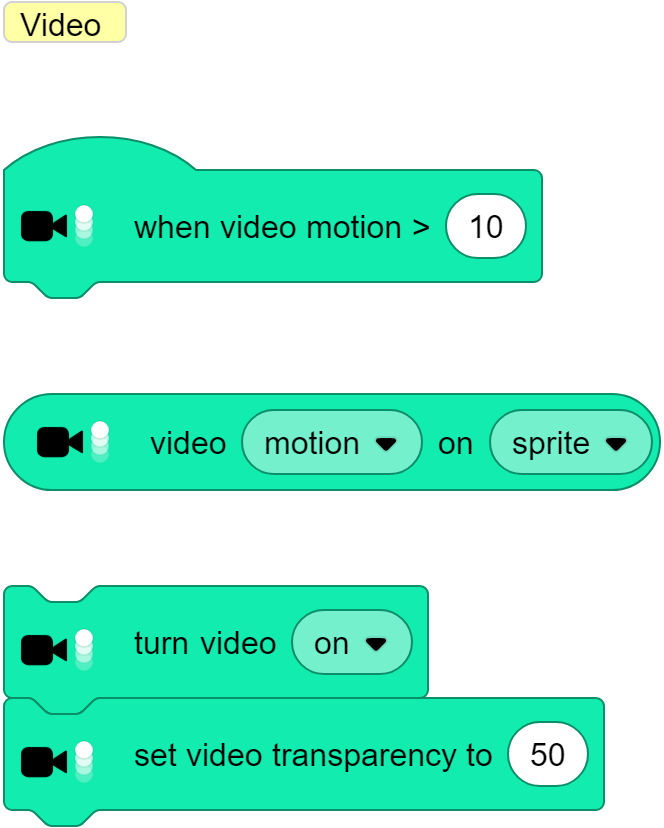 Video
when video motion > 10
video motion on sprite
turn video on
set video transparency to 50